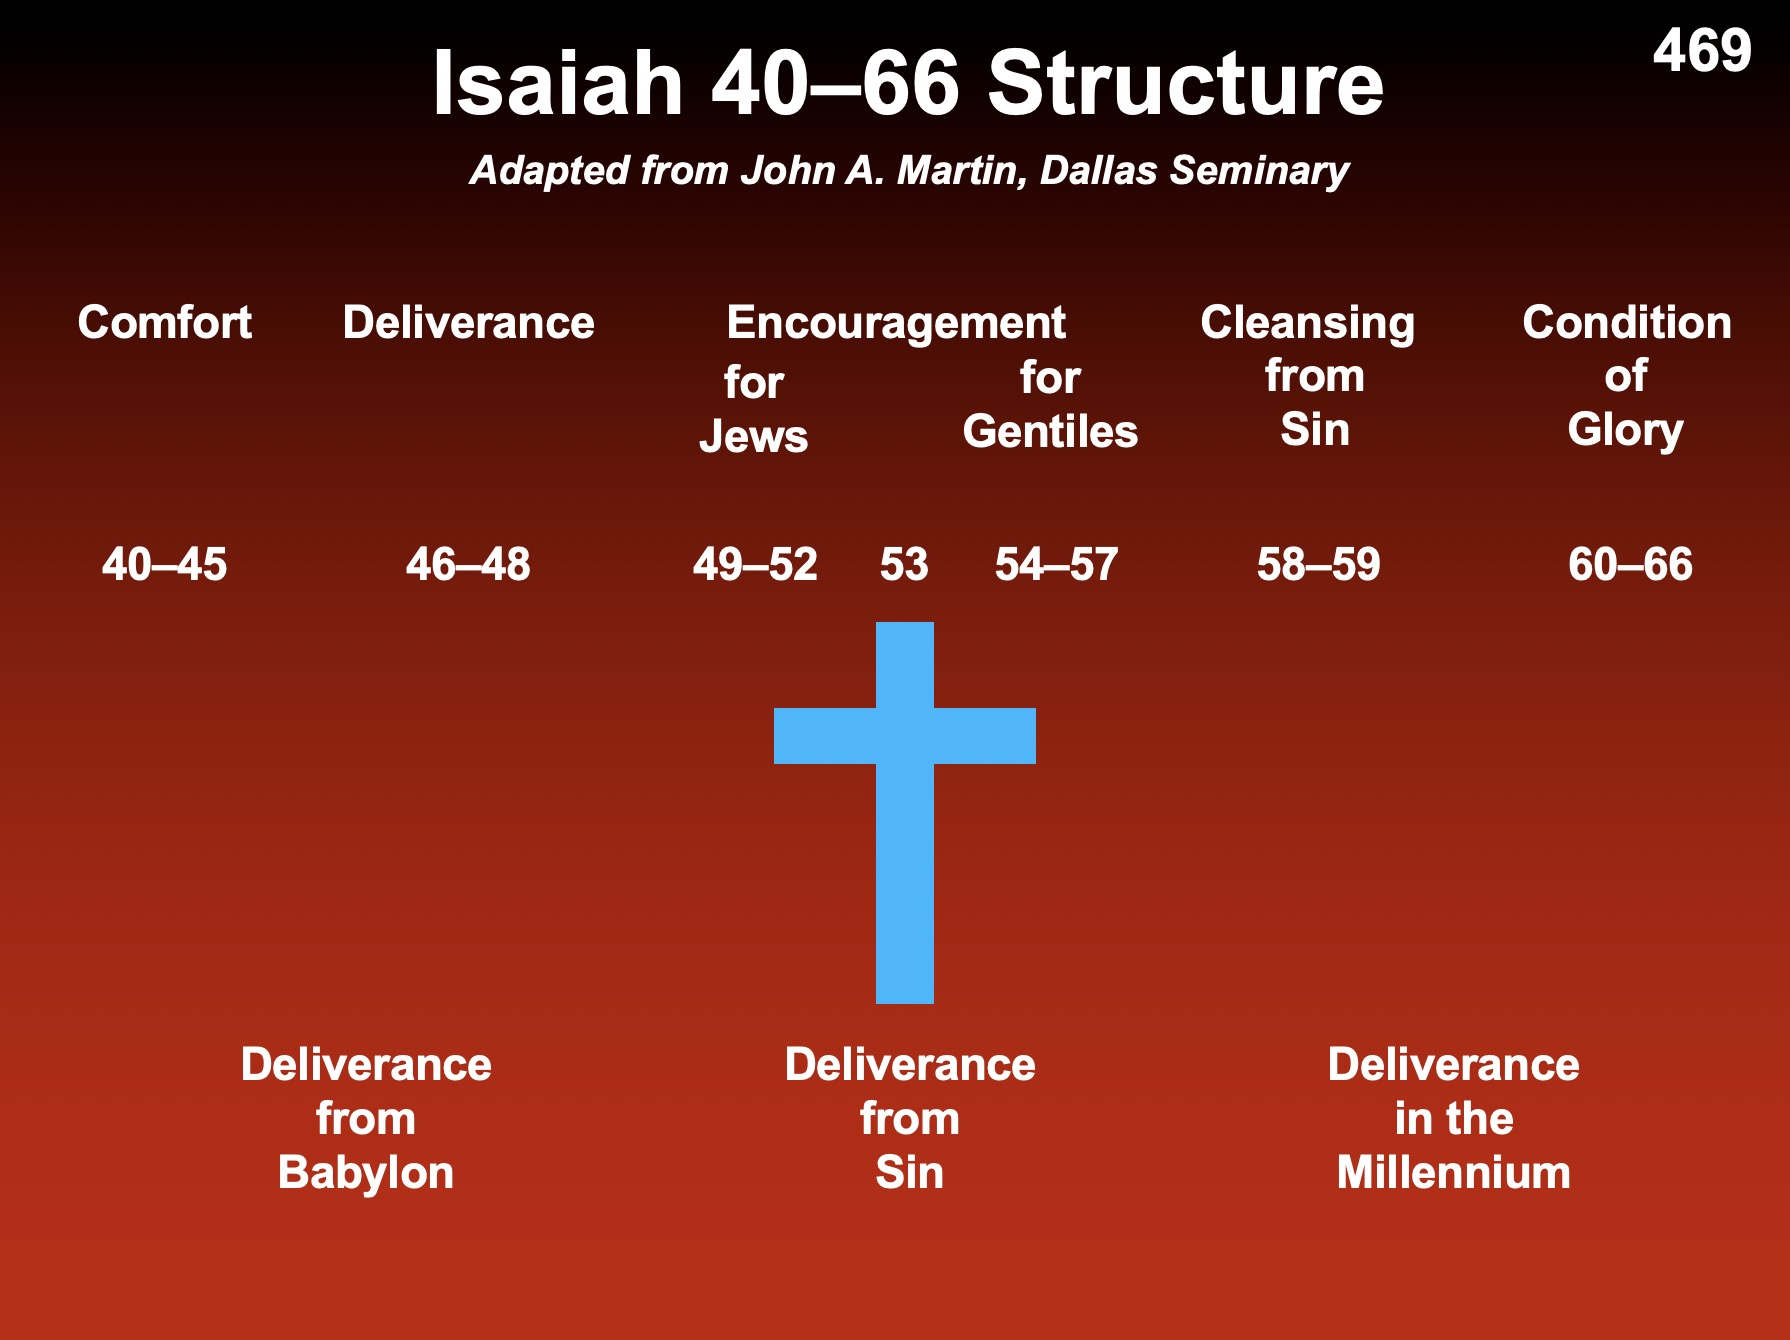 469
Isaiah 40–66 Structure
Adapted from John A. Martin, Dallas Seminary
Comfort
Deliverance
Encouragement
for
Jews
for
Gentiles
Cleansing
from
Sin
Condition
of
Glory
40–45
46–48
49–52
53
54–57
58–59
60–66
Deliverance
from
Babylon
Deliverance
from
Sin
Deliverance
in the
Millennium